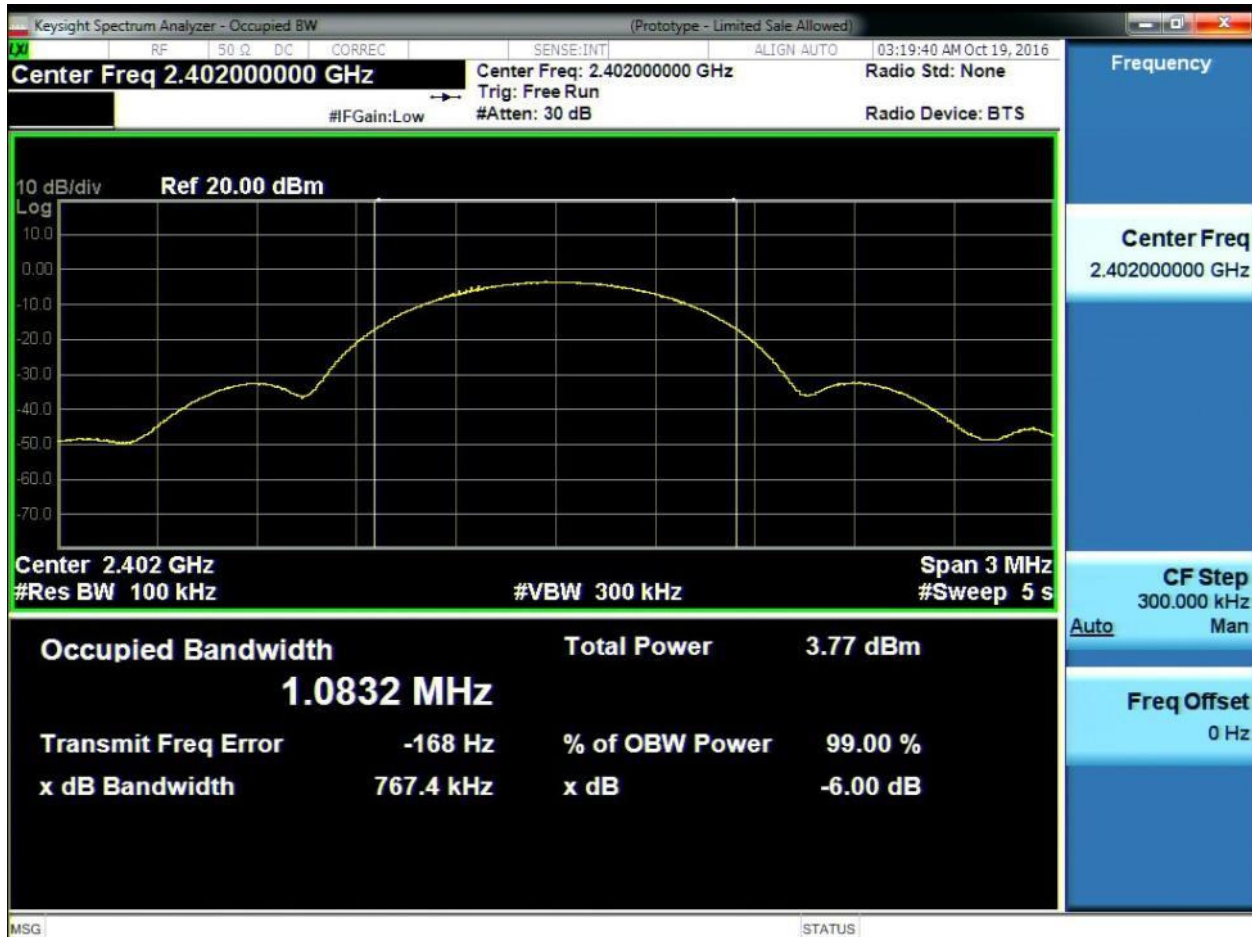 Keysight Spectrum Analyzer - Occupied BW (Prototype - Limited Sale Allowed)
LXI RF 50 Ω DC CORREC SENSE:INT ALIGN AUTO 03:19:40 AM Oct 19, 2016
Center Freq 2.402000000 GHz
Center Freq: 2.402000000 GHz
Radio Std: None
Trig: Free Run
#IFGain:Low
#Atten: 30 dB
Radio Device: BTS
10 dB/div
Ref 20.00 dBm
Log
10.0
0.00
-10.0
-20.0
-30.0
-40.0
-50.0
-60.0
-70.0
Center 2.402 GHz
Span 3 MHz
#Res BW 100 kHz
#VBW 300 kHz
#Sweep 5 s
Occupied Bandwidth
Total Power 3.77 dBm
1.0832 MHz
Transmit Freq Error -168 Hz
% of OBW Power 99.00 %
x dB Bandwidth 767.4 kHz
x dB -6.00 dB
Frequency
Center Freq
2.402000000 GHz
CF Step
300.000 kHz
Auto Man
Freq Offset
0 Hz
MSG
STATUS